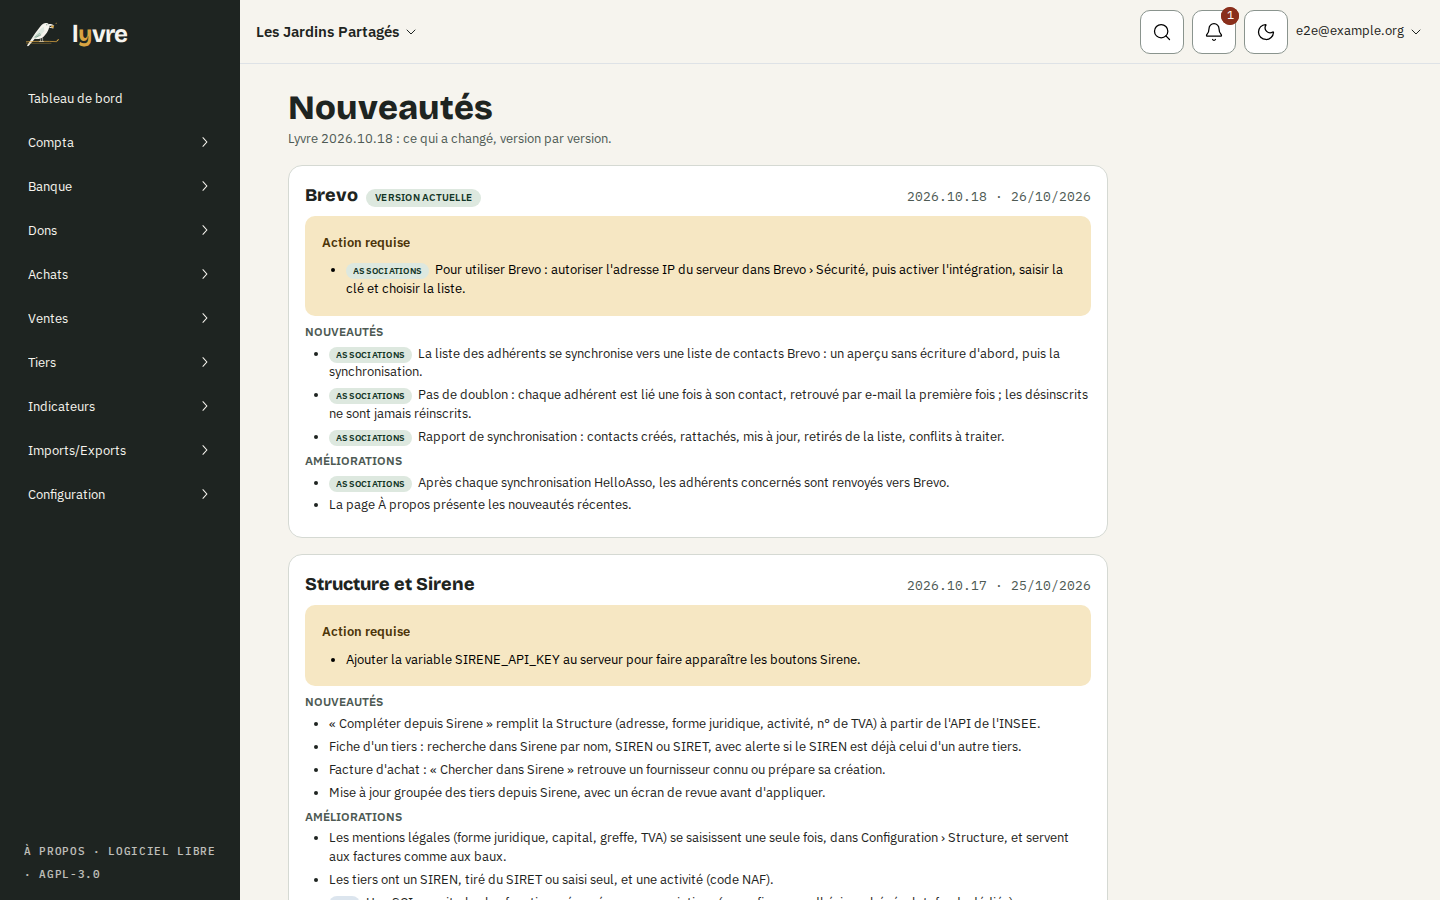 lyvre
Les Jardins Partagés
1
e2e@example.org
Tableau de bord
Compta
Banque
Dons
Achats
Ventes
Tiers
Indicateurs
Imports/Exports
Configuration
À PROPOS · LOGICIEL LIBRE
· AGPL-3.0
Nouveautés
Lyvre 2026.10.18 : ce qui a changé, version par version.
Brevo VERSION ACTUELLE 2026.10.18 · 26/10/2026
Action requise
• ASSOCIATIONS Pour utiliser Brevo : autoriser l'adresse IP du serveur dans Brevo › Sécurité, puis activer l'intégration, saisir la
clé et choisir la liste.
NOUVEAUTÉS
• ASSOCIATIONS La liste des adhérents se synchronise vers une liste de contacts Brevo : un aperçu sans écriture d'abord, puis la
synchronisation.
• ASSOCIATIONS Pas de doublon : chaque adhérent est lié une fois à son contact, retrouvé par e-mail la première fois ; les désinscrits
ne sont jamais réinscrits.
• ASSOCIATIONS Rapport de synchronisation : contacts créés, rattachés, mis à jour, retirés de la liste, conflits à traiter.
AMÉLIORATIONS
• ASSOCIATIONS Après chaque synchronisation HelloAsso, les adhérents concernés sont renvoyés vers Brevo.
• La page À propos présente les nouveautés récentes.
Structure et Sirene 2026.10.17 · 25/10/2026
Action requise
• Ajouter la variable SIRENE_API_KEY au serveur pour faire apparaître les boutons Sirene.
NOUVEAUTÉS
• « Compléter depuis Sirene » remplit la Structure (adresse, forme juridique, activité, n° de TVA) à partir de l'API de l'INSEE.
• Fiche d'un tiers : recherche dans Sirene par nom, SIREN ou SIRET, avec alerte si le SIREN est déjà celui d'un autre tiers.
• Facture d'achat : « Chercher dans Sirene » retrouve un fournisseur connu ou prépare sa création.
• Mise à jour groupée des tiers depuis Sirene, avec un écran de revue avant d'appliquer.
AMÉLIORATIONS
• Les mentions légales (forme juridique, capital, greffe, TVA) se saisissent une seule fois, dans Configuration › Structure, et servent
aux factures comme aux baux.
• Les tiers ont un SIREN, tiré du SIRET ou saisi seul, et une activité (code NAF).